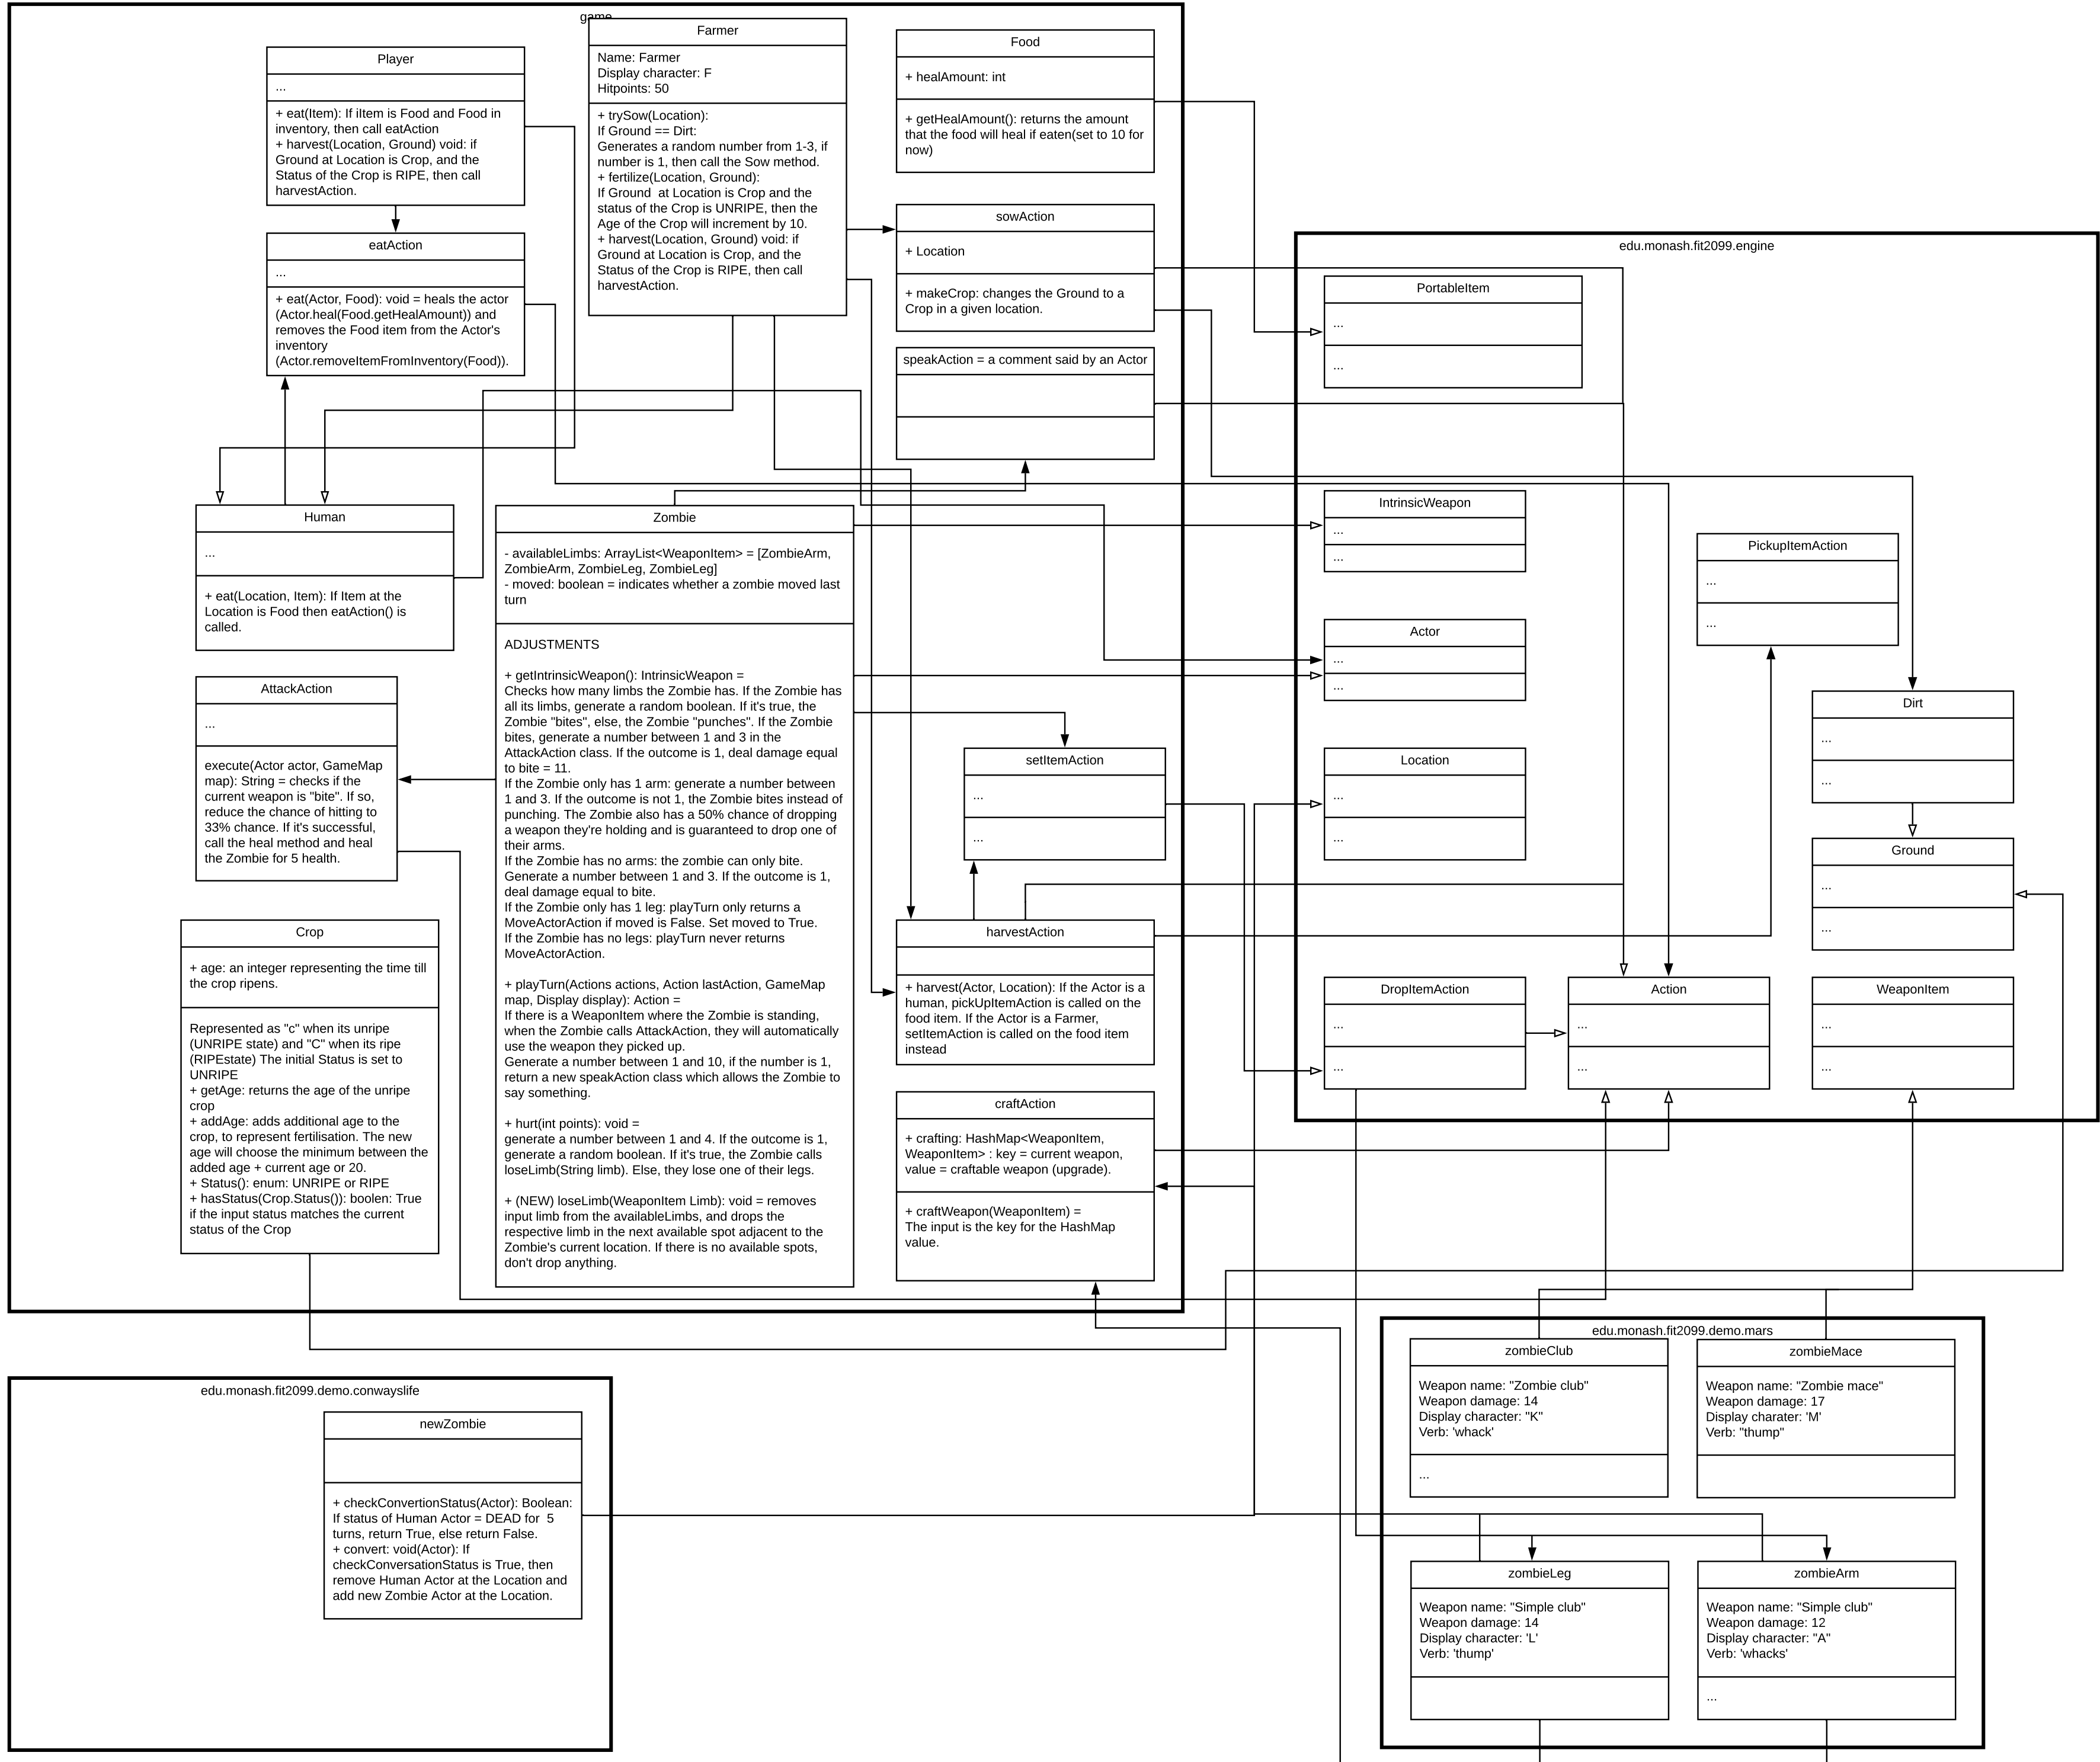 game
Player
...
+ eat(Item): If iItem is Food and Food in
inventory, then call eatAction
+ harvest(Location, Ground) void: if
Ground at Location is Crop, and the
Status of the Crop is RIPE, then call
harvestAction.
Farmer
Name: Farmer
Display character: F
Hitpoints: 50
+ trySow(Location):
If Ground == Dirt:
Generates a random number from 1-3, if
number is 1, then call the Sow method.
+ fertilize(Location, Ground):
If Ground  at Location is Crop and the
status of the Crop is UNRIPE, then the
Age of the Crop will increment by 10.
+ harvest(Location, Ground) void: if
Ground at Location is Crop, and the
Status of the Crop is RIPE, then call
harvestAction.
Food
+ healAmount: int
+ getHealAmount(): returns the amount
that the food will heal if eaten(set to 10 for
now)
eatAction
...
+ eat(Actor, Food): void = heals the actor
(Actor.heal(Food.getHealAmount)) and
removes the Food item from the Actor's
inventory
(Actor.removeItemFromInventory(Food)).
sowAction
+ Location
+ makeCrop: changes the Ground to a
Crop in a given location.
speakAction = a comment said by an Actor
Human
...
+ eat(Location, Item): If Item at the
Location is Food then eatAction() is
called.
Zombie
- availableLimbs: ArrayList<WeaponItem> = [ZombieArm,
ZombieArm, ZombieLeg, ZombieLeg]
- moved: boolean = indicates whether a zombie moved last
turn
ADJUSTMENTS
+ getIntrinsicWeapon(): IntrinsicWeapon =
Checks how many limbs the Zombie has. If the Zombie has
all its limbs, generate a random boolean. If it's true, the
Zombie "bites", else, the Zombie "punches". If the Zombie
bites, generate a number between 1 and 3 in the
AttackAction class. If the outcome is 1, deal damage equal
to bite = 11.
If the Zombie only has 1 arm: generate a number between
1 and 3. If the outcome is not 1, the Zombie bites instead of
punching. The Zombie also has a 50% chance of dropping
a weapon they're holding and is guaranteed to drop one of
their arms.
If the Zombie has no arms: the zombie can only bite.
Generate a number between 1 and 3. If the outcome is 1,
deal damage equal to bite.
If the Zombie only has 1 leg: playTurn only returns a
MoveActorAction if moved is False. Set moved to True.
If the Zombie has no legs: playTurn never returns
MoveActorAction.
+ playTurn(Actions actions, Action lastAction, GameMap
map, Display display): Action =
If there is a WeaponItem where the Zombie is standing,
when the Zombie calls AttackAction, they will automatically
use the weapon they picked up.
Generate a number between 1 and 10, if the number is 1,
return a new speakAction class which allows the Zombie to
say something.
+ hurt(int points): void =
generate a number between 1 and 4. If the outcome is 1,
generate a random boolean. If it's true, the Zombie calls
loseLimb(String limb). Else, they lose one of their legs.
+ (NEW) loseLimb(WeaponItem Limb): void = removes
input limb from the availableLimbs, and drops the
respective limb in the next available spot adjacent to the
Zombie's current location. If there is no available spots,
don't drop anything.
AttackAction
...
execute(Actor actor, GameMap
map): String = checks if the
current weapon is "bite". If so,
reduce the chance of hitting to
33% chance. If it's successful,
call the heal method and heal
the Zombie for 5 health.
setItemAction
...
...
Crop
+ age: an integer representing the time till
the crop ripens.
Represented as "c" when its unripe
(UNRIPE state) and "C" when its ripe
(RIPEstate) The initial Status is set to
UNRIPE
+ getAge: returns the age of the unripe
crop
+ addAge: adds additional age to the
crop, to represent fertilisation. The new
age will choose the minimum between the
added age + current age or 20.
+ Status(): enum: UNRIPE or RIPE
+ hasStatus(Crop.Status()): boolen: True
if the input status matches the current
status of the Crop
harvestAction
+ harvest(Actor, Location): If the Actor is a
human, pickUpItemAction is called on the
food item. If the Actor is a Farmer,
setItemAction is called on the food item
instead
craftAction
+ crafting: HashMap<WeaponItem,
WeaponItem> : key = current weapon,
value = craftable weapon (upgrade).
+ craftWeapon(WeaponItem) =
The input is the key for the HashMap
value.
edu.monash.fit2099.engine
PortableItem
...
...
IntrinsicWeapon
...
...
PickupItemAction
...
...
Actor
...
...
Dirt
...
...
Location
...
...
Ground
...
...
DropItemAction
...
...
Action
...
...
WeaponItem
...
...
edu.monash.fit2099.demo.conwayslife
newZombie
+ checkConvertionStatus(Actor): Boolean:
If status of Human Actor = DEAD for  5
turns, return True, else return False.
+ convert: void(Actor): If
checkConversationStatus is True, then
remove Human Actor at the Location and
add new Zombie Actor at the Location.
edu.monash.fit2099.demo.mars
zombieClub
Weapon name: "Zombie club"
Weapon damage: 14
Display character: "K"
Verb: 'whack'
...
zombieMace
Weapon name: "Zombie mace"
Weapon damage: 17
Display charater: 'M'
Verb: "thump"
zombieLeg
Weapon name: "Simple club"
Weapon damage: 14
Display character: 'L'
Verb: 'thump'
zombieArm
Weapon name: "Simple club"
Weapon damage: 12
Display character: "A"
Verb: 'whacks'
...